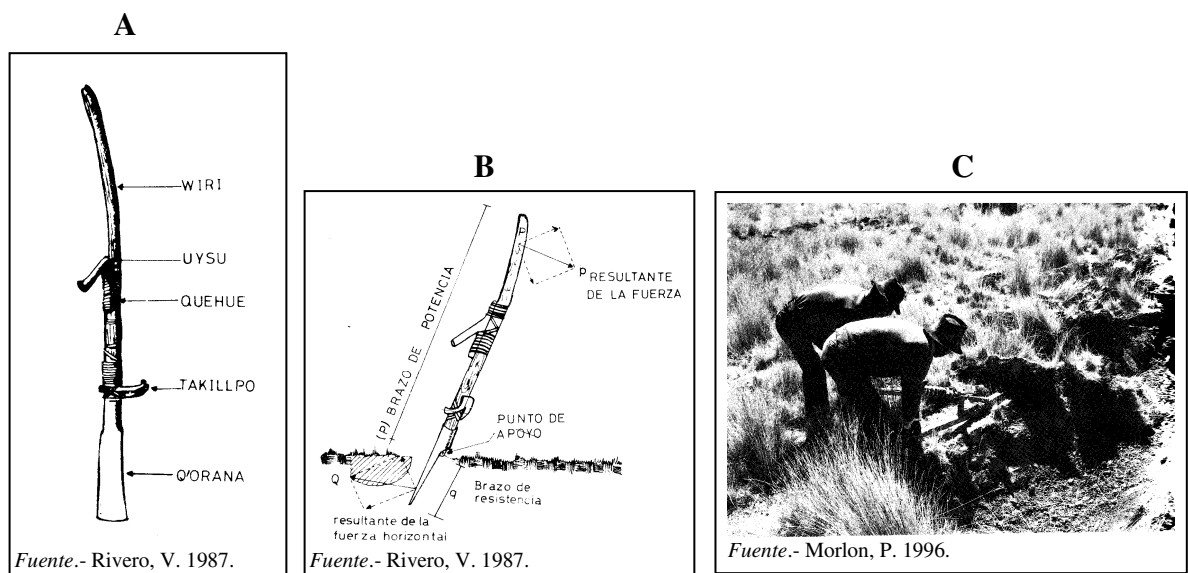 A
WIRI
UYSU
QUEHUE
TAKILLPO
Q'ORANA
Fuente.- Rivero, V. 1987.
B
(P) BRAZO DE POTENCIA
P
P
RESULTANTE
DE LA FUERZA
PUNTO DE
APOYO
Q
q
Brazo de
resistencia
resultante de la
fuerza horizontal
Fuente.- Rivero, V. 1987.
C
Fuente.- Morlon, P. 1996.